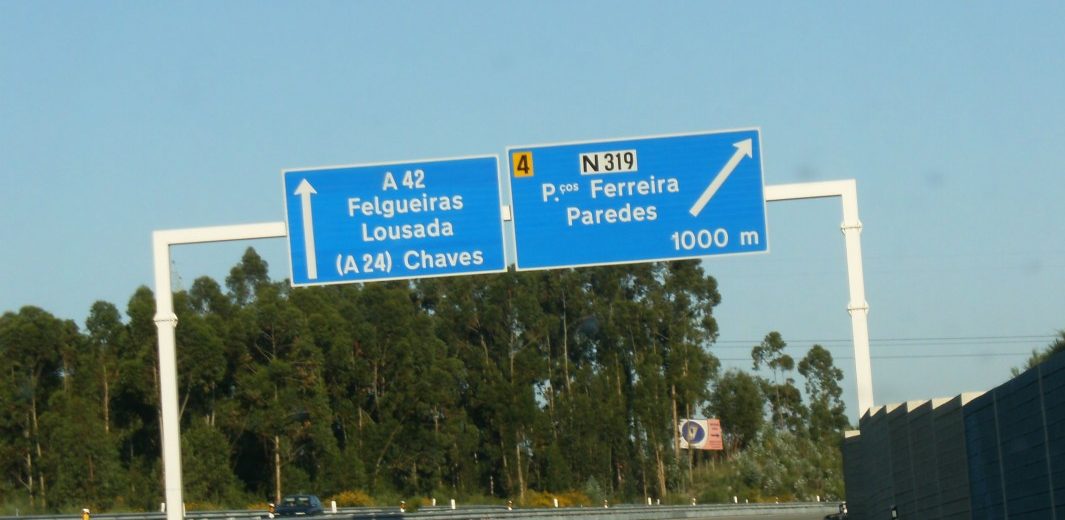 A 42
Felgueiras
Lousada
(A 24) Chaves
4
N 319
P.ços Ferreira
Paredes
1000 m